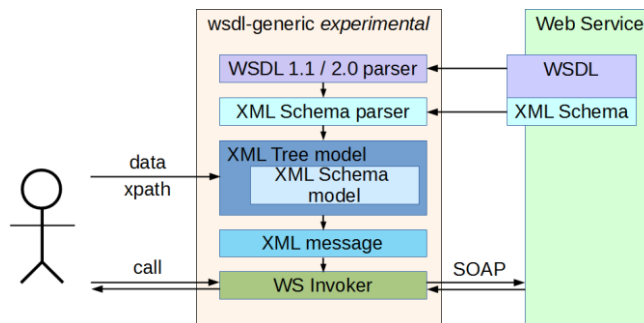 wsdl-generic experimental
Web Service
WSDL 1.1 / 2.0 parser
WSDL
XML Schema parser
XML Schema
XML Tree model
XML Schema
model
data
xpath
XML message
call
WS Invoker
SOAP